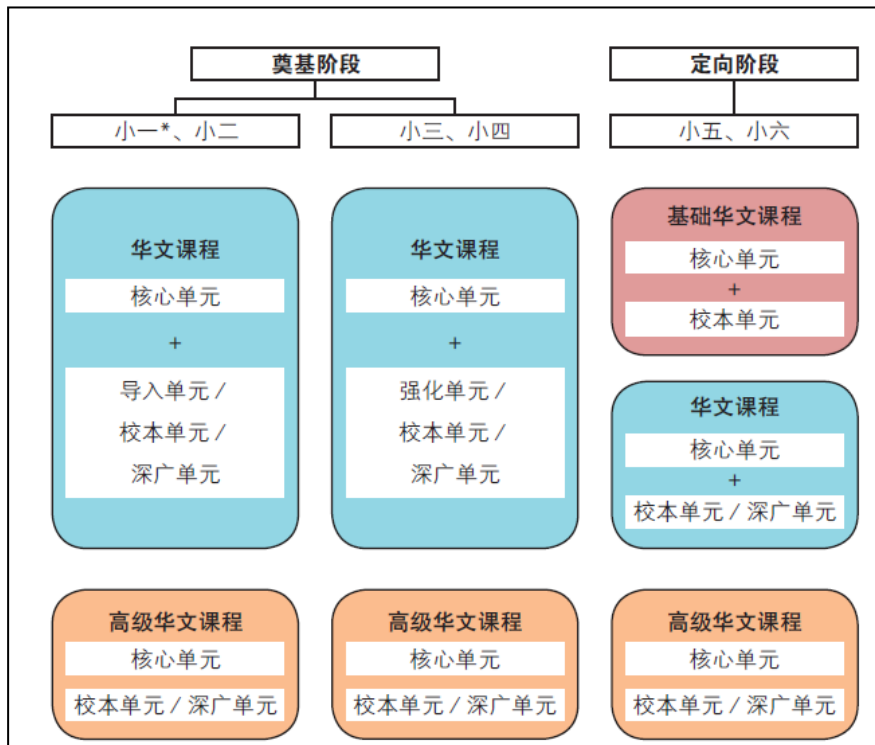 奠基阶段
定向阶段
小一*、小二
小三、小四
小五、小六
华文课程
核心单元
+
导入单元 /
校本单元 /
深广单元
华文课程
核心单元
+
强化单元 /
校本单元 /
深广单元
基础华文课程
核心单元
+
校本单元
华文课程
核心单元
+
校本单元 / 深广单元
高级华文课程
核心单元
校本单元 / 深广单元
高级华文课程
核心单元
校本单元 / 深广单元
高级华文课程
核心单元
校本单元 / 深广单元